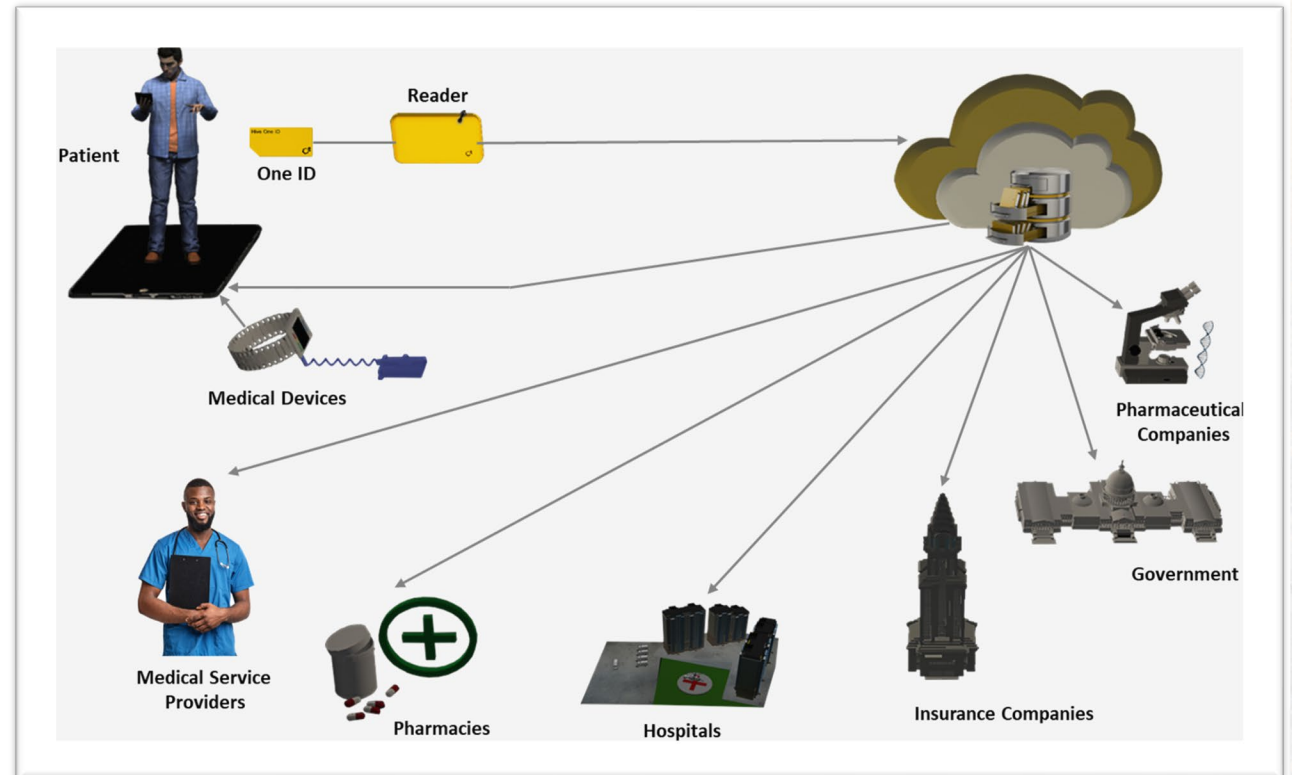 Reader
Patient
One ID
Medical Devices
Pharmaceutical
Companies
Government
Medical Service
Providers
Pharmacies
Hospitals
Insurance Companies